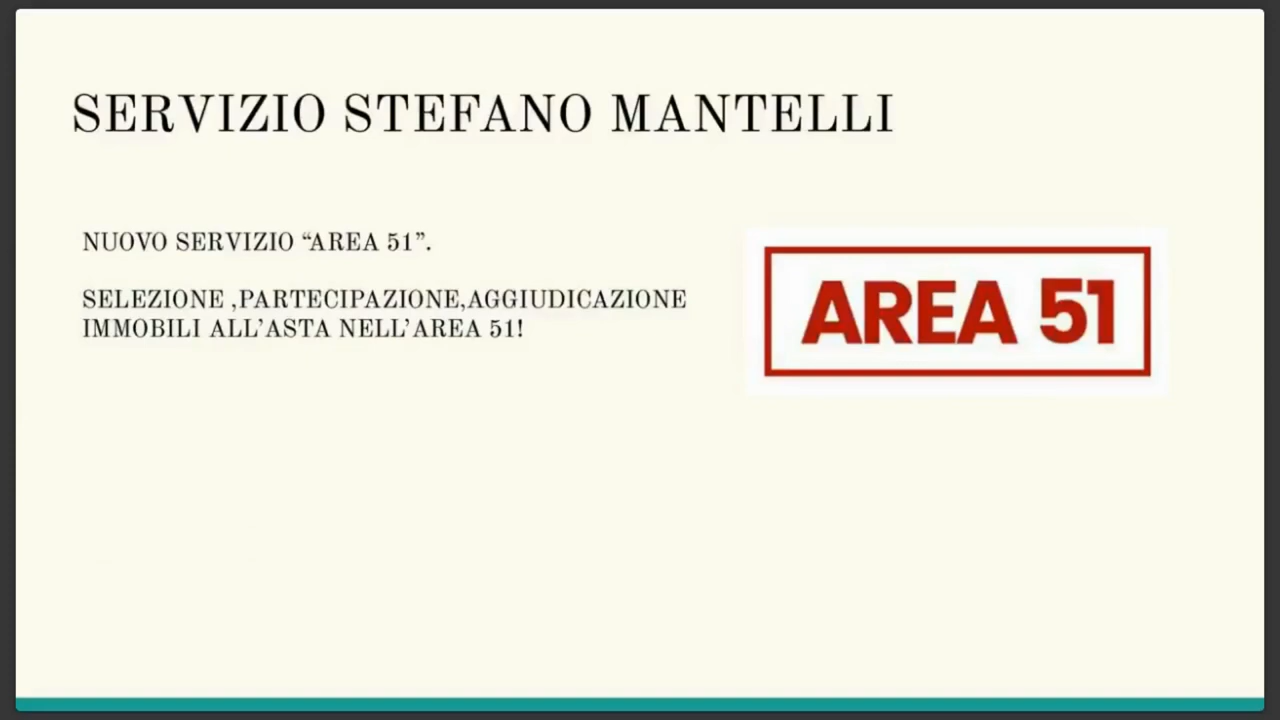 SERVIZIO STEFANO MANTELLI
NUOVO SERVIZIO “AREA 51”.
SELEZIONE ,PARTECIPAZIONE,AGGIUDICAZIONE
IMMOBILI ALL’ASTA NELL’AREA 51!
AREA 51